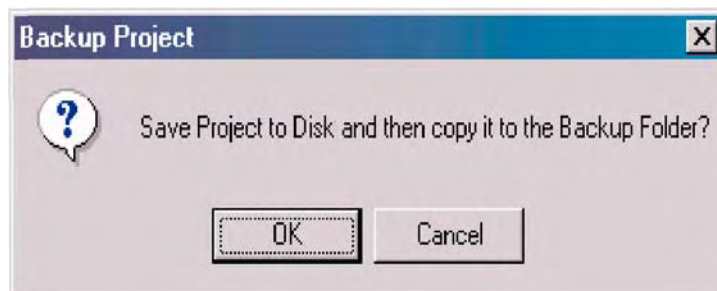 Backup Project
Save Project to Disk and then copy it to the Backup Folder?
OK
Cancel